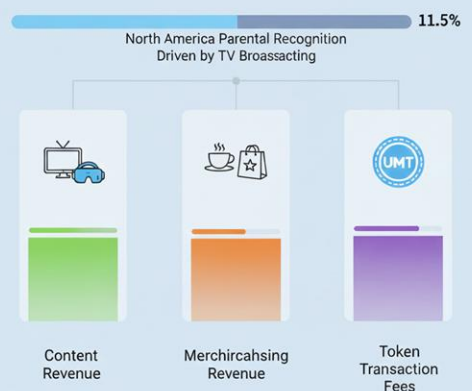 11.5%
North America Parental Recognition
Driven by TV Broassacting
UMT
Content
Revenue
Merchircahsing
Revenue
Token
Transaction
Fees